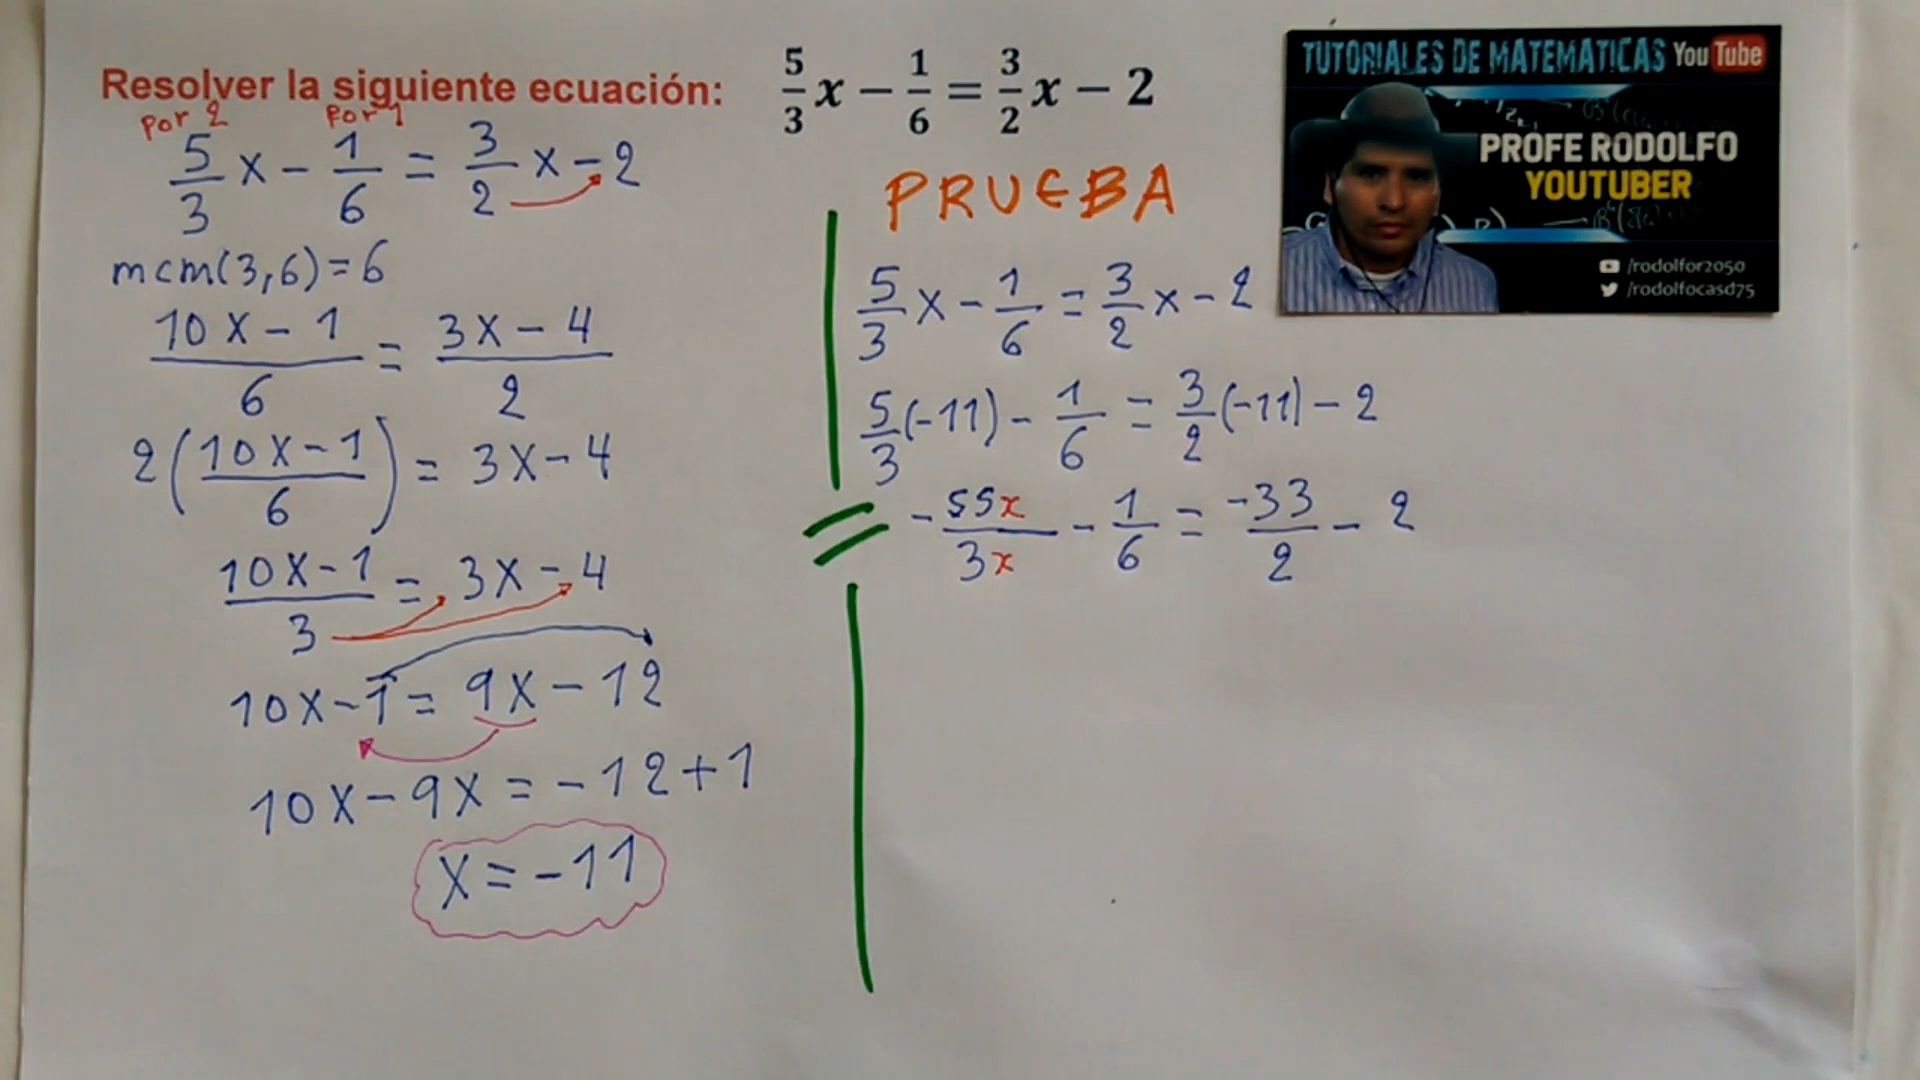 Resolver la siguiente ecuación: 5/3 x − 1/6 = 3/2 x − 2
por 2 por 1
5/3 x − 1/6 = 3/2 x − 2
mcm(3,6)=6
10x − 1 / 6 = 3x − 4 / 2
2(10x − 1 / 6) = 3x − 4
10x − 1 / 3 = 3x − 4
10x − 1 = 9x − 12
10x − 9x = −12 + 1
x = −11
PRUEBA
5/3 x − 1/6 = 3/2 x − 2
5/3 (−11) − 1/6 = 3/2 (−11) − 2
− 55x / 3x − 1/6 = −33/2 − 2
TUTORIALES DE MATEMATICAS YouTube
PROFE RODOLFO
YOUTUBER
/rodolfor2050
/rodolfocasd75